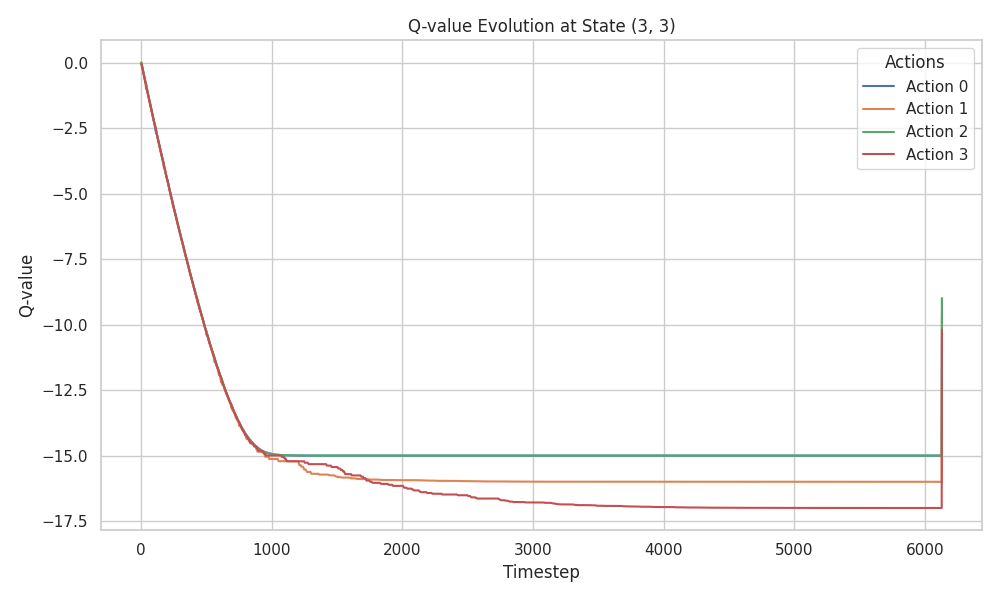 Q-value Evolution at State (3, 3)
Actions
Action 0
Action 1
Action 2
Action 3
Q-value
0.0
−2.5
−5.0
−7.5
−10.0
−12.5
−15.0
−17.5
0 1000 2000 3000 4000 5000 6000
Timestep